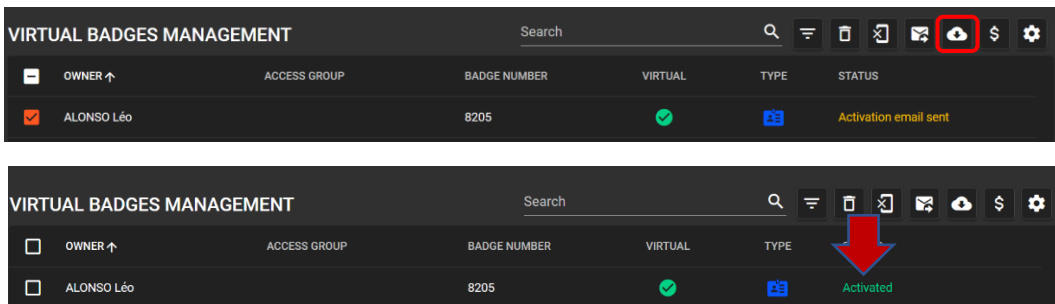 VIRTUAL BADGES MANAGEMENT Search $
OWNER ACCESS GROUP BADGE NUMBER VIRTUAL TYPE STATUS
ALONSO Léo 8205 Activation email sent
VIRTUAL BADGES MANAGEMENT Search $
OWNER ACCESS GROUP BADGE NUMBER VIRTUAL TYPE
ALONSO Léo 8205 Activated